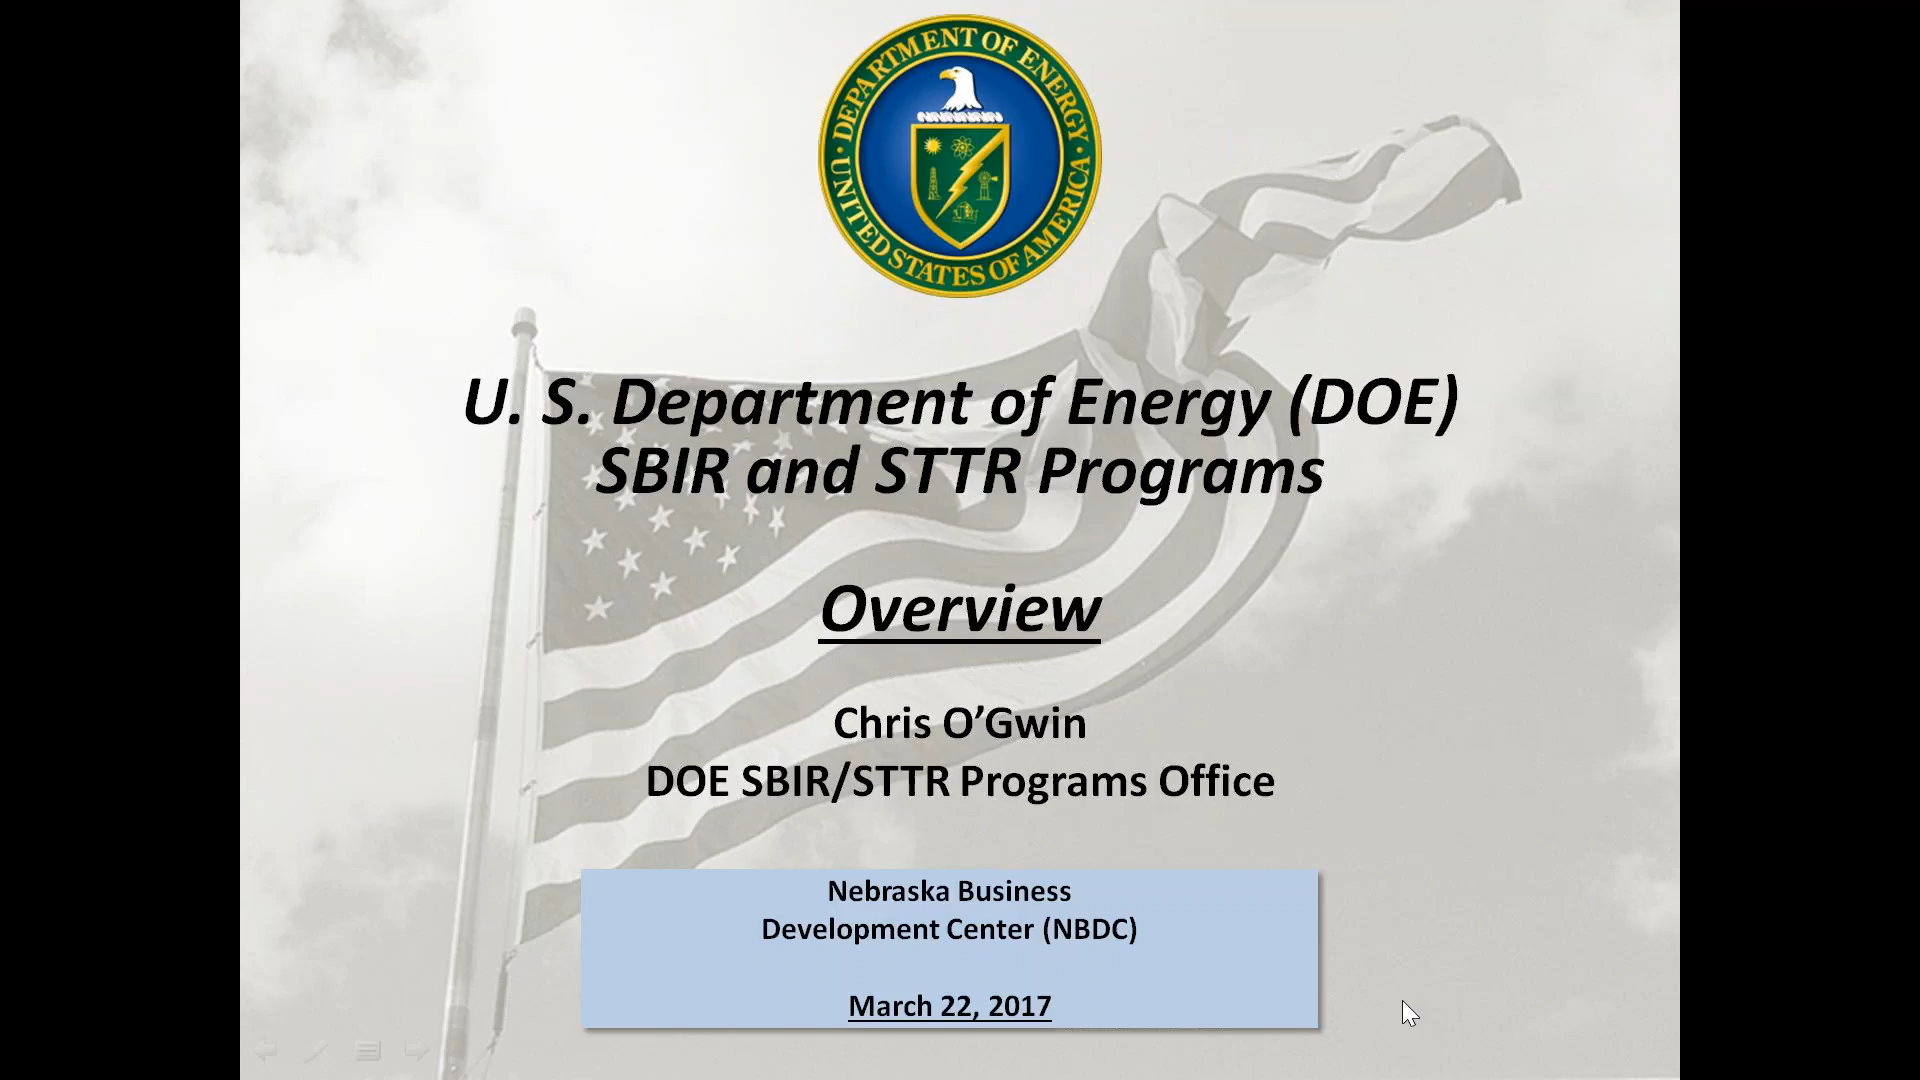 DEPARTMENT OF ENERGY
UNITED STATES OF AMERICA
U. S. Department of Energy (DOE)
SBIR and STTR Programs
Overview
Chris O’Gwin
DOE SBIR/STTR Programs Office
Nebraska Business
Development Center (NBDC)
March 22, 2017